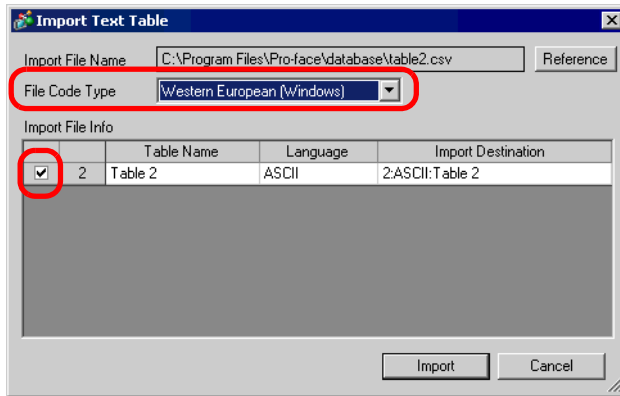 Import Text Table
Import File Name C:\Program Files\Pro-face\database\table2.csv Reference
File Code Type Western European (Windows)
Import File Info
Table Name Language Import Destination
2 Table 2 ASCII 2:ASCII:Table 2
Import Cancel